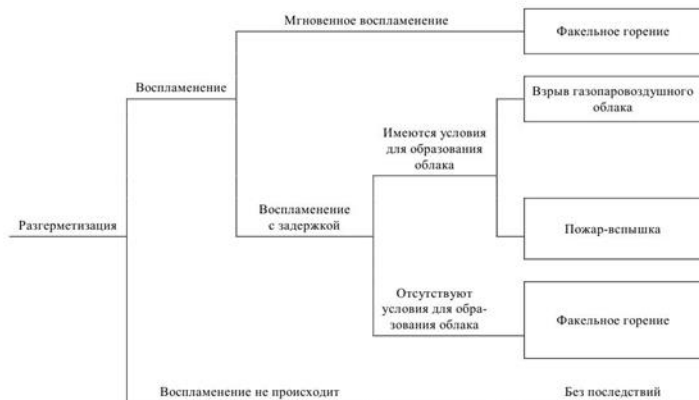 Мгновенное воспламенение
Факельное горение
Воспламенение
Взрыв газопаровоздушного
облака
Имеются условия
для образования
облака
Разгерметизация
Воспламенение
с задержкой
Пожар-вспышка
Отсутствуют
условия для обра-
зования облака
Факельное горение
Воспламенение не происходит
Без последствий